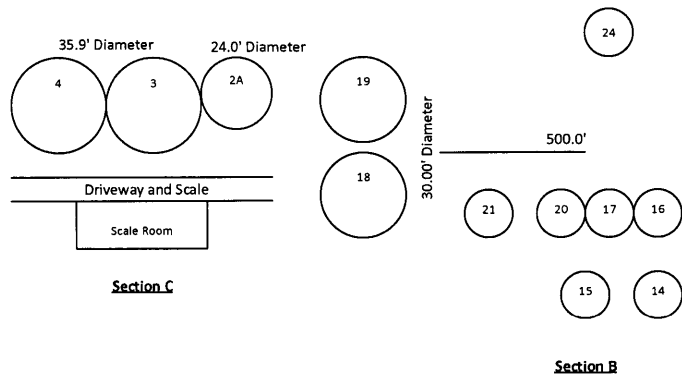 35.9' Diameter
24.0' Diameter
24
4
3
2A
19
30.00' Diameter
500.0'
18
Driveway and Scale
21
20
17
16
Scale Room
Section C
15
14
Section B